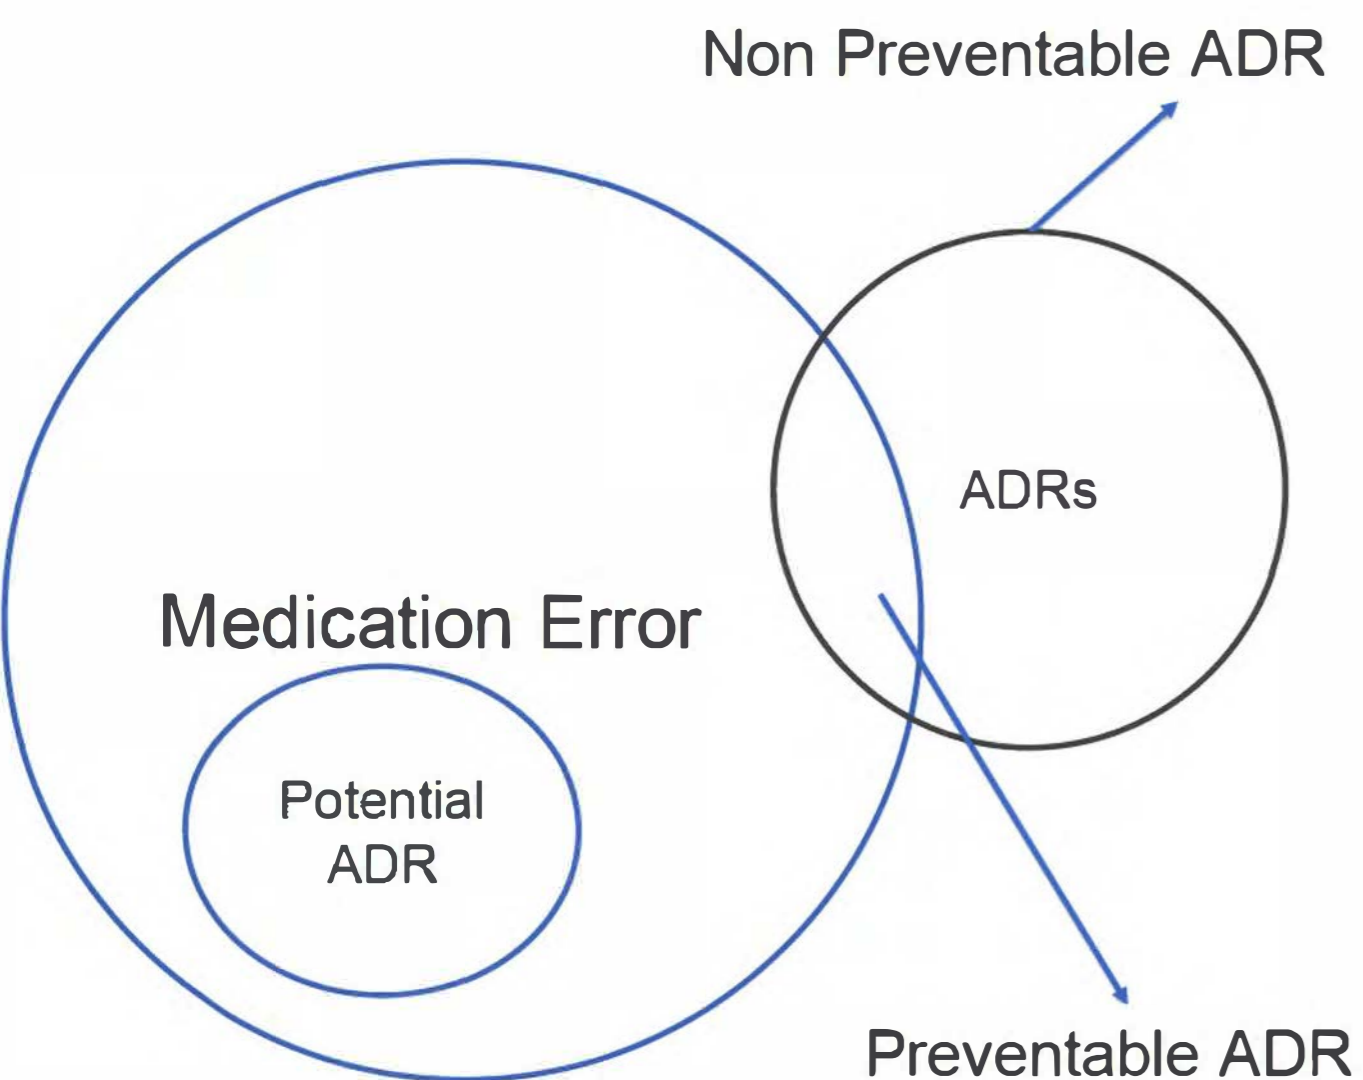 Non Preventable ADR
ADRs
Medication Error
Potential
ADR
Preventable ADR